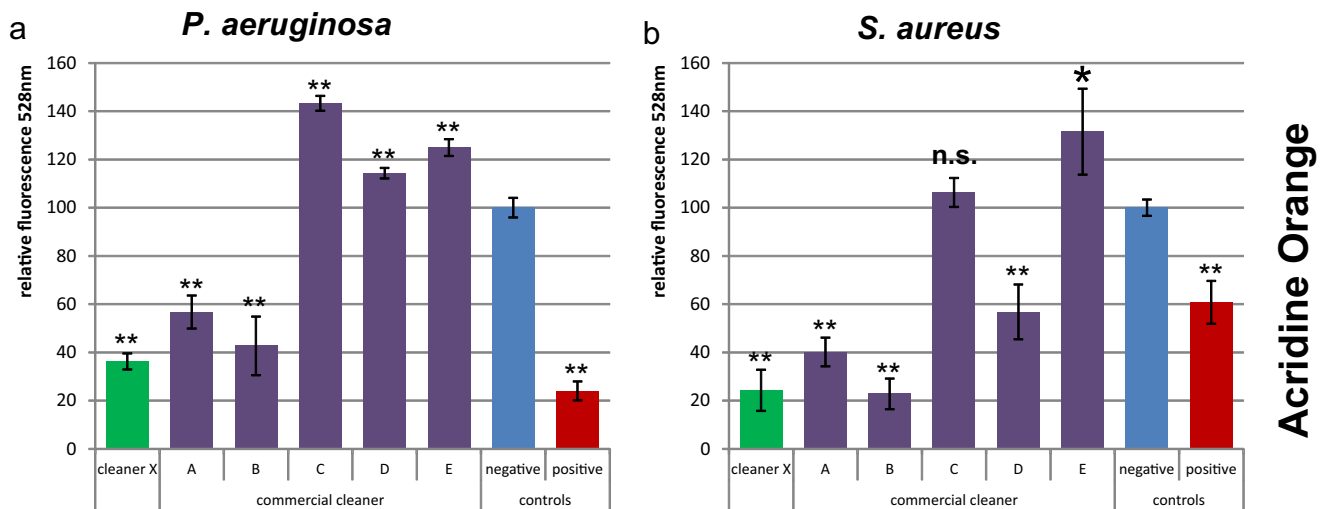 a
P. aeruginosa
relative fluorescence 528nm
160
140
120
100
80
60
40
20
0
**
**
**
**
**
**
**
cleaner X A B C D E negative positive
commercial cleaner controls
b
S. aureus
relative fluorescence 528nm
160
140
120
100
80
60
40
20
0
**
**
**
n.s.
**
*
**
cleaner X A B C D E negative positive
commercial cleaner controls
Acridine Orange